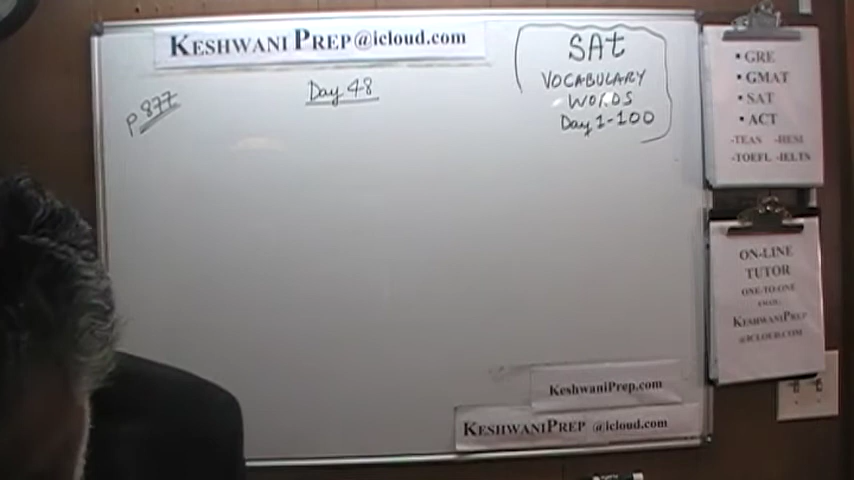 KESHWANI PREP@icloud.com
SAt
VOCABULARY
WORDS
Day 1-100
Day 48
p 877
• GRE
• GMAT
• SAT
• ACT
-TEAS -HESI
-TOEFL -IELTS
ON-LINE
TUTOR
ONE-TO-ONE
KESHWANIPREP
@ICLOUD.COM
KeshwaniPrep.com
KESHWANIPREP @icloud.com